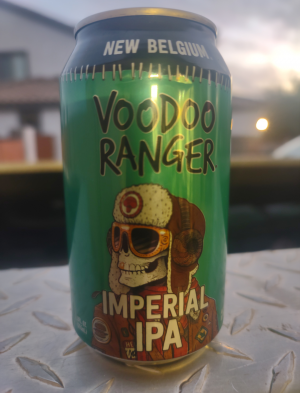 NEW BELGIUM
VOODOO
RANGER
IMPERIAL
IPA